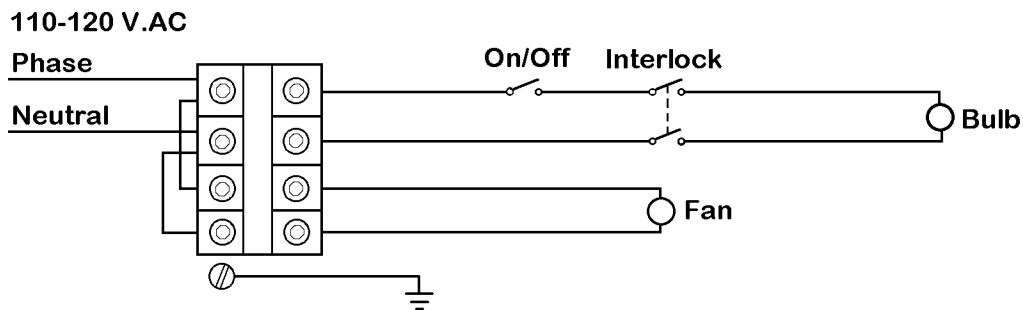 110-120 V.AC
Phase
On/Off
Interlock
Neutral
Bulb
Fan